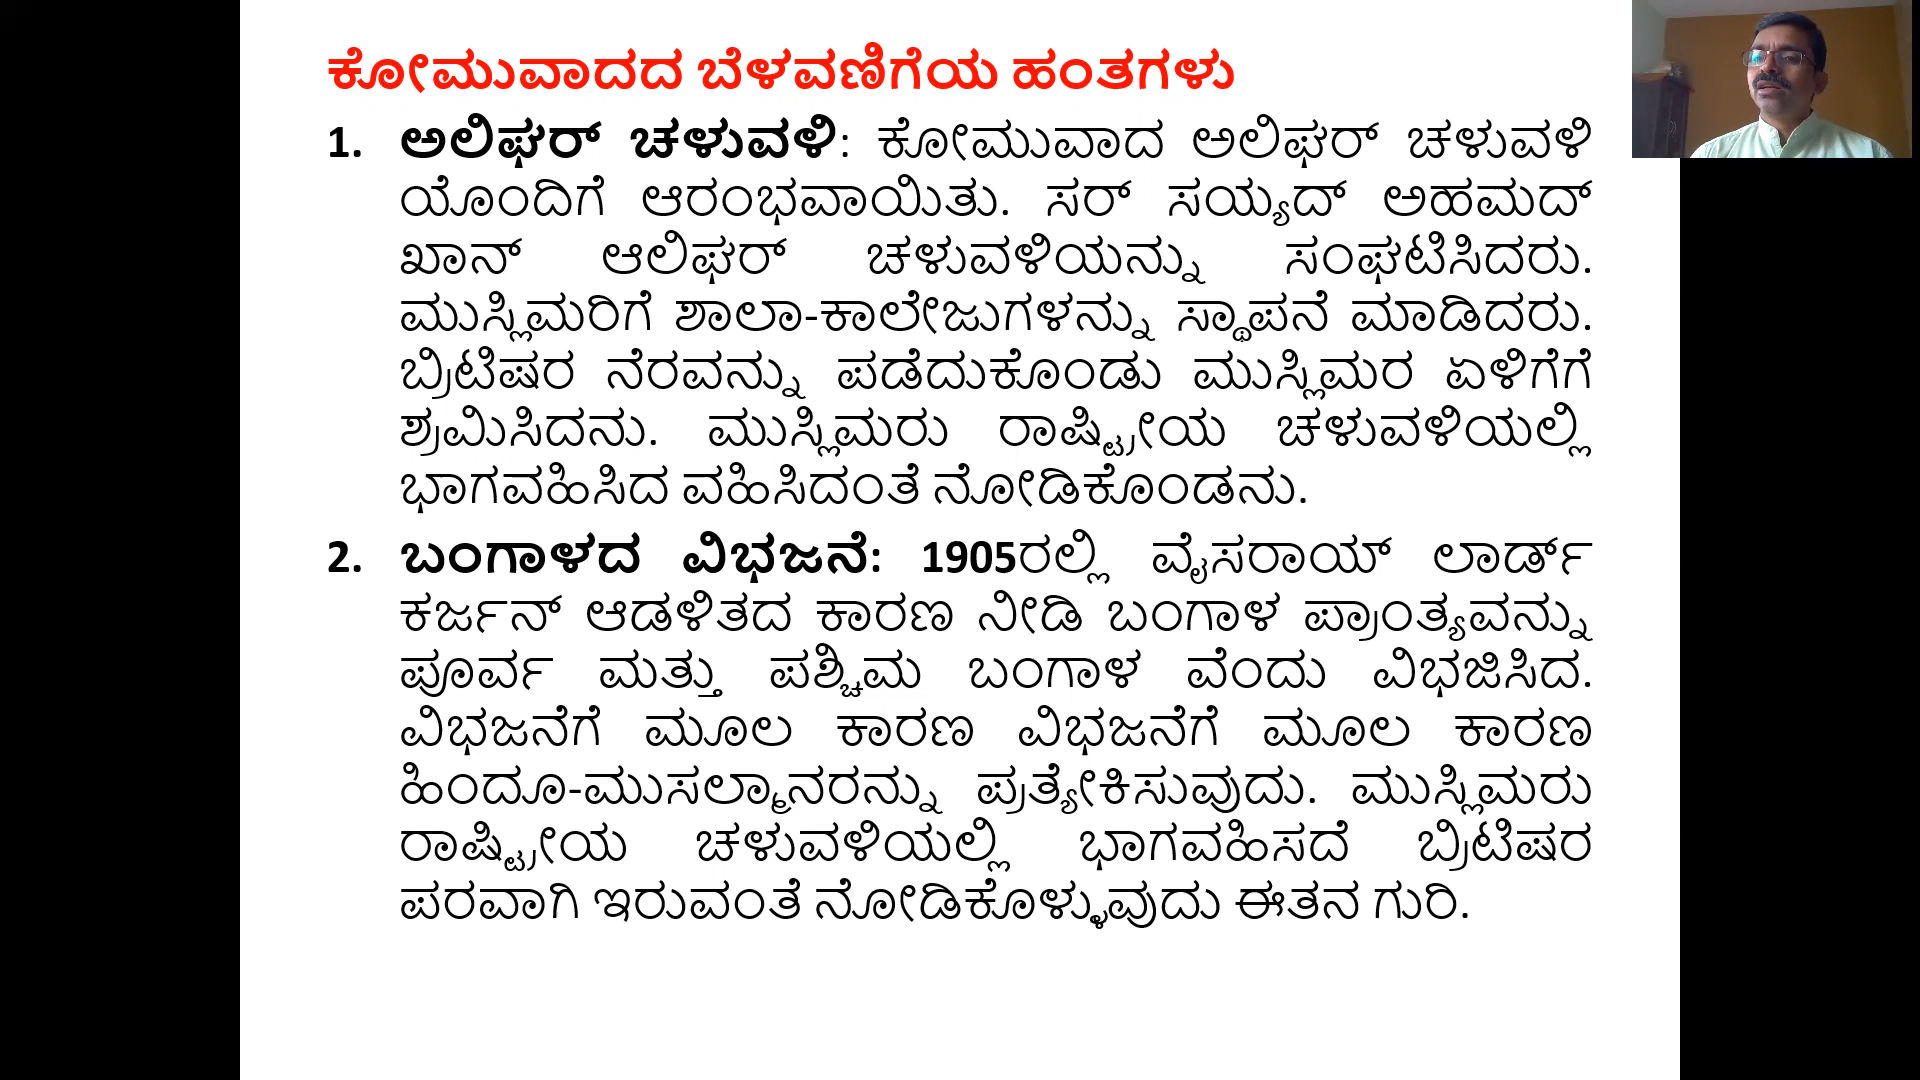 ಕೋಮುವಾದದ ಬೆಳವಣಿಗೆಯ ಹಂತಗಳು
1. ಅಲಿಘರ್ ಚಳುವಳಿ: ಕೋಮುವಾದ ಅಲಿಘರ್ ಚಳುವಳಿ
ಯೊಂದಿಗೆ ಆರಂಭವಾಯಿತು. ಸರ್ ಸಯ್ಯದ್ ಅಹಮದ್
ಖಾನ್ ಆಲಿಘರ್ ಚಳುವಳಿಯನ್ನು ಸಂಘಟಿಸಿದರು.
ಮುಸ್ಲಿಮರಿಗೆ ಶಾಲಾ-ಕಾಲೇಜುಗಳನ್ನು ಸ್ಥಾಪನೆ ಮಾಡಿದರು.
ಬ್ರಿಟಿಷರ ನೆರವನ್ನು ಪಡೆದುಕೊಂಡು ಮುಸ್ಲಿಮರ ಏಳಿಗೆಗೆ
ಶ್ರಮಿಸಿದನು. ಮುಸ್ಲಿಮರು ರಾಷ್ಟ್ರೀಯ ಚಳುವಳಿಯಲ್ಲಿ
ಭಾಗವಹಿಸಿದ ವಹಿಸಿದಂತೆ ನೋಡಿಕೊಂಡನು.
2. ಬಂಗಾಳದ ವಿಭಜನೆ: 1905ರಲ್ಲಿ ವೈಸರಾಯ್ ಲಾರ್ಡ್
ಕರ್ಜನ್ ಆಡಳಿತದ ಕಾರಣ ನೀಡಿ ಬಂಗಾಳ ಪ್ರಾಂತ್ಯವನ್ನು
ಪೂರ್ವ ಮತ್ತು ಪಶ್ಚಿಮ ಬಂಗಾಳ ವೆಂದು ವಿಭಜಿಸಿದ.
ವಿಭಜನೆಗೆ ಮೂಲ ಕಾರಣ ವಿಭಜನೆಗೆ ಮೂಲ ಕಾರಣ
ಹಿಂದೂ-ಮುಸಲ್ಮಾನರನ್ನು ಪ್ರತ್ಯೇಕಿಸುವುದು. ಮುಸ್ಲಿಮರು
ರಾಷ್ಟ್ರೀಯ ಚಳುವಳಿಯಲ್ಲಿ ಭಾಗವಹಿಸದೆ ಬ್ರಿಟಿಷರ
ಪರವಾಗಿ ಇರುವಂತೆ ನೋಡಿಕೊಳ್ಳುವುದು ಈತನ ಗುರಿ.